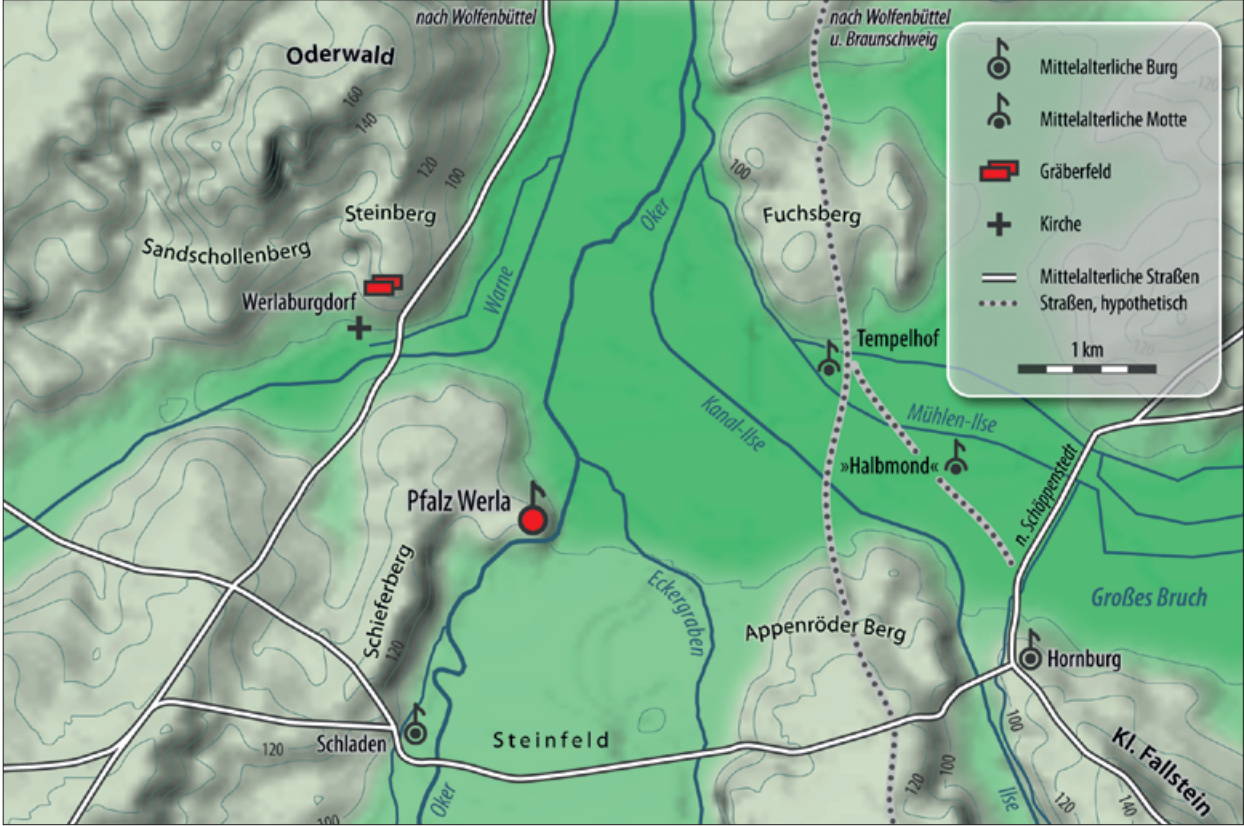 nach Wolfenbüttel
nach Wolfenbüttel
u. Braunschweig
Oderwald
160
140
120
100
Steinberg
Sandschollenberg
Werlaburgdorf
Warne
Oker
100
Fuchsberg
Mittelalterliche Burg
Mittelalterliche Motte
Gräberfeld
Kirche
Mittelalterliche Straßen
Straßen, hypothetisch
1 km
120
120
Tempelhof
Kanal-Ilse
Mühlen-Ilse
»Halbmond«
n. Schöppenstedt
Pfalz Werla
Schieferberg
120
Eckergraben
Appenröder Berg
Großes Bruch
Hornburg
Schladen
120
Steinfeld
Oker
100
120
100
Ilse
100
120
140
Kl. Fallstein